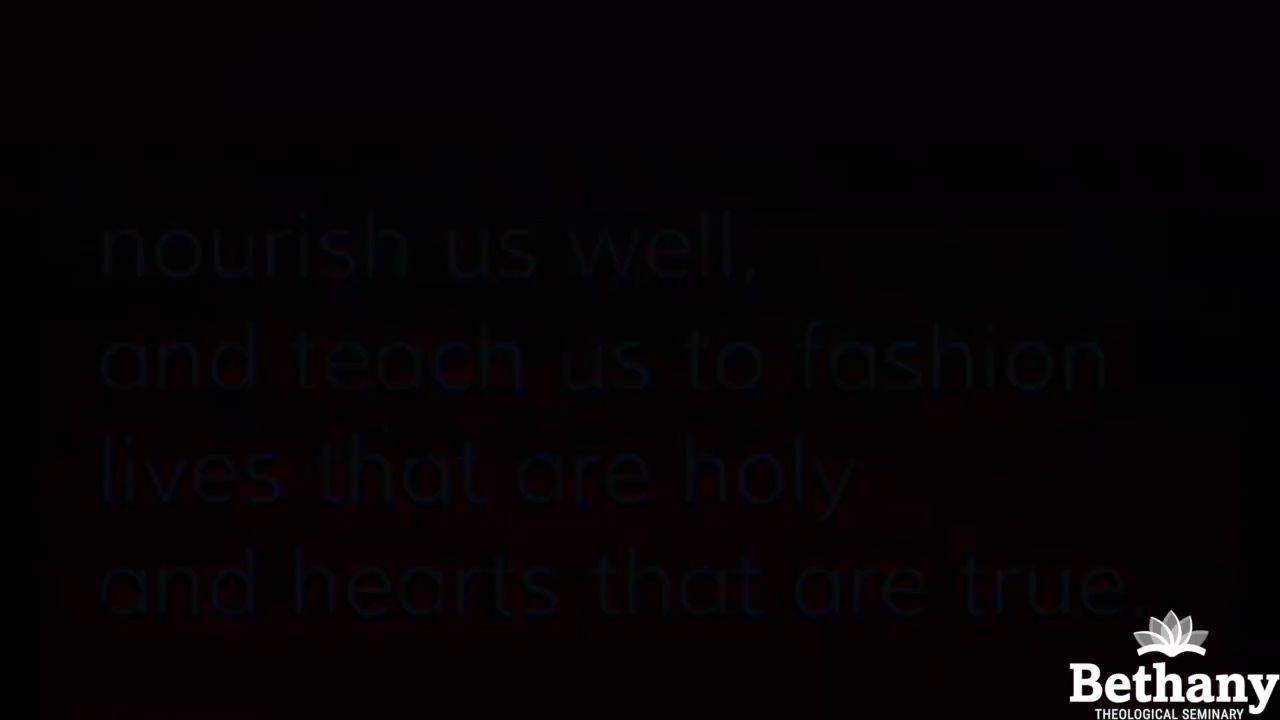 nourish us well,
and teach us to fashion
lives that are holy
and hearts that are true.
Bethany
THEOLOGICAL SEMINARY